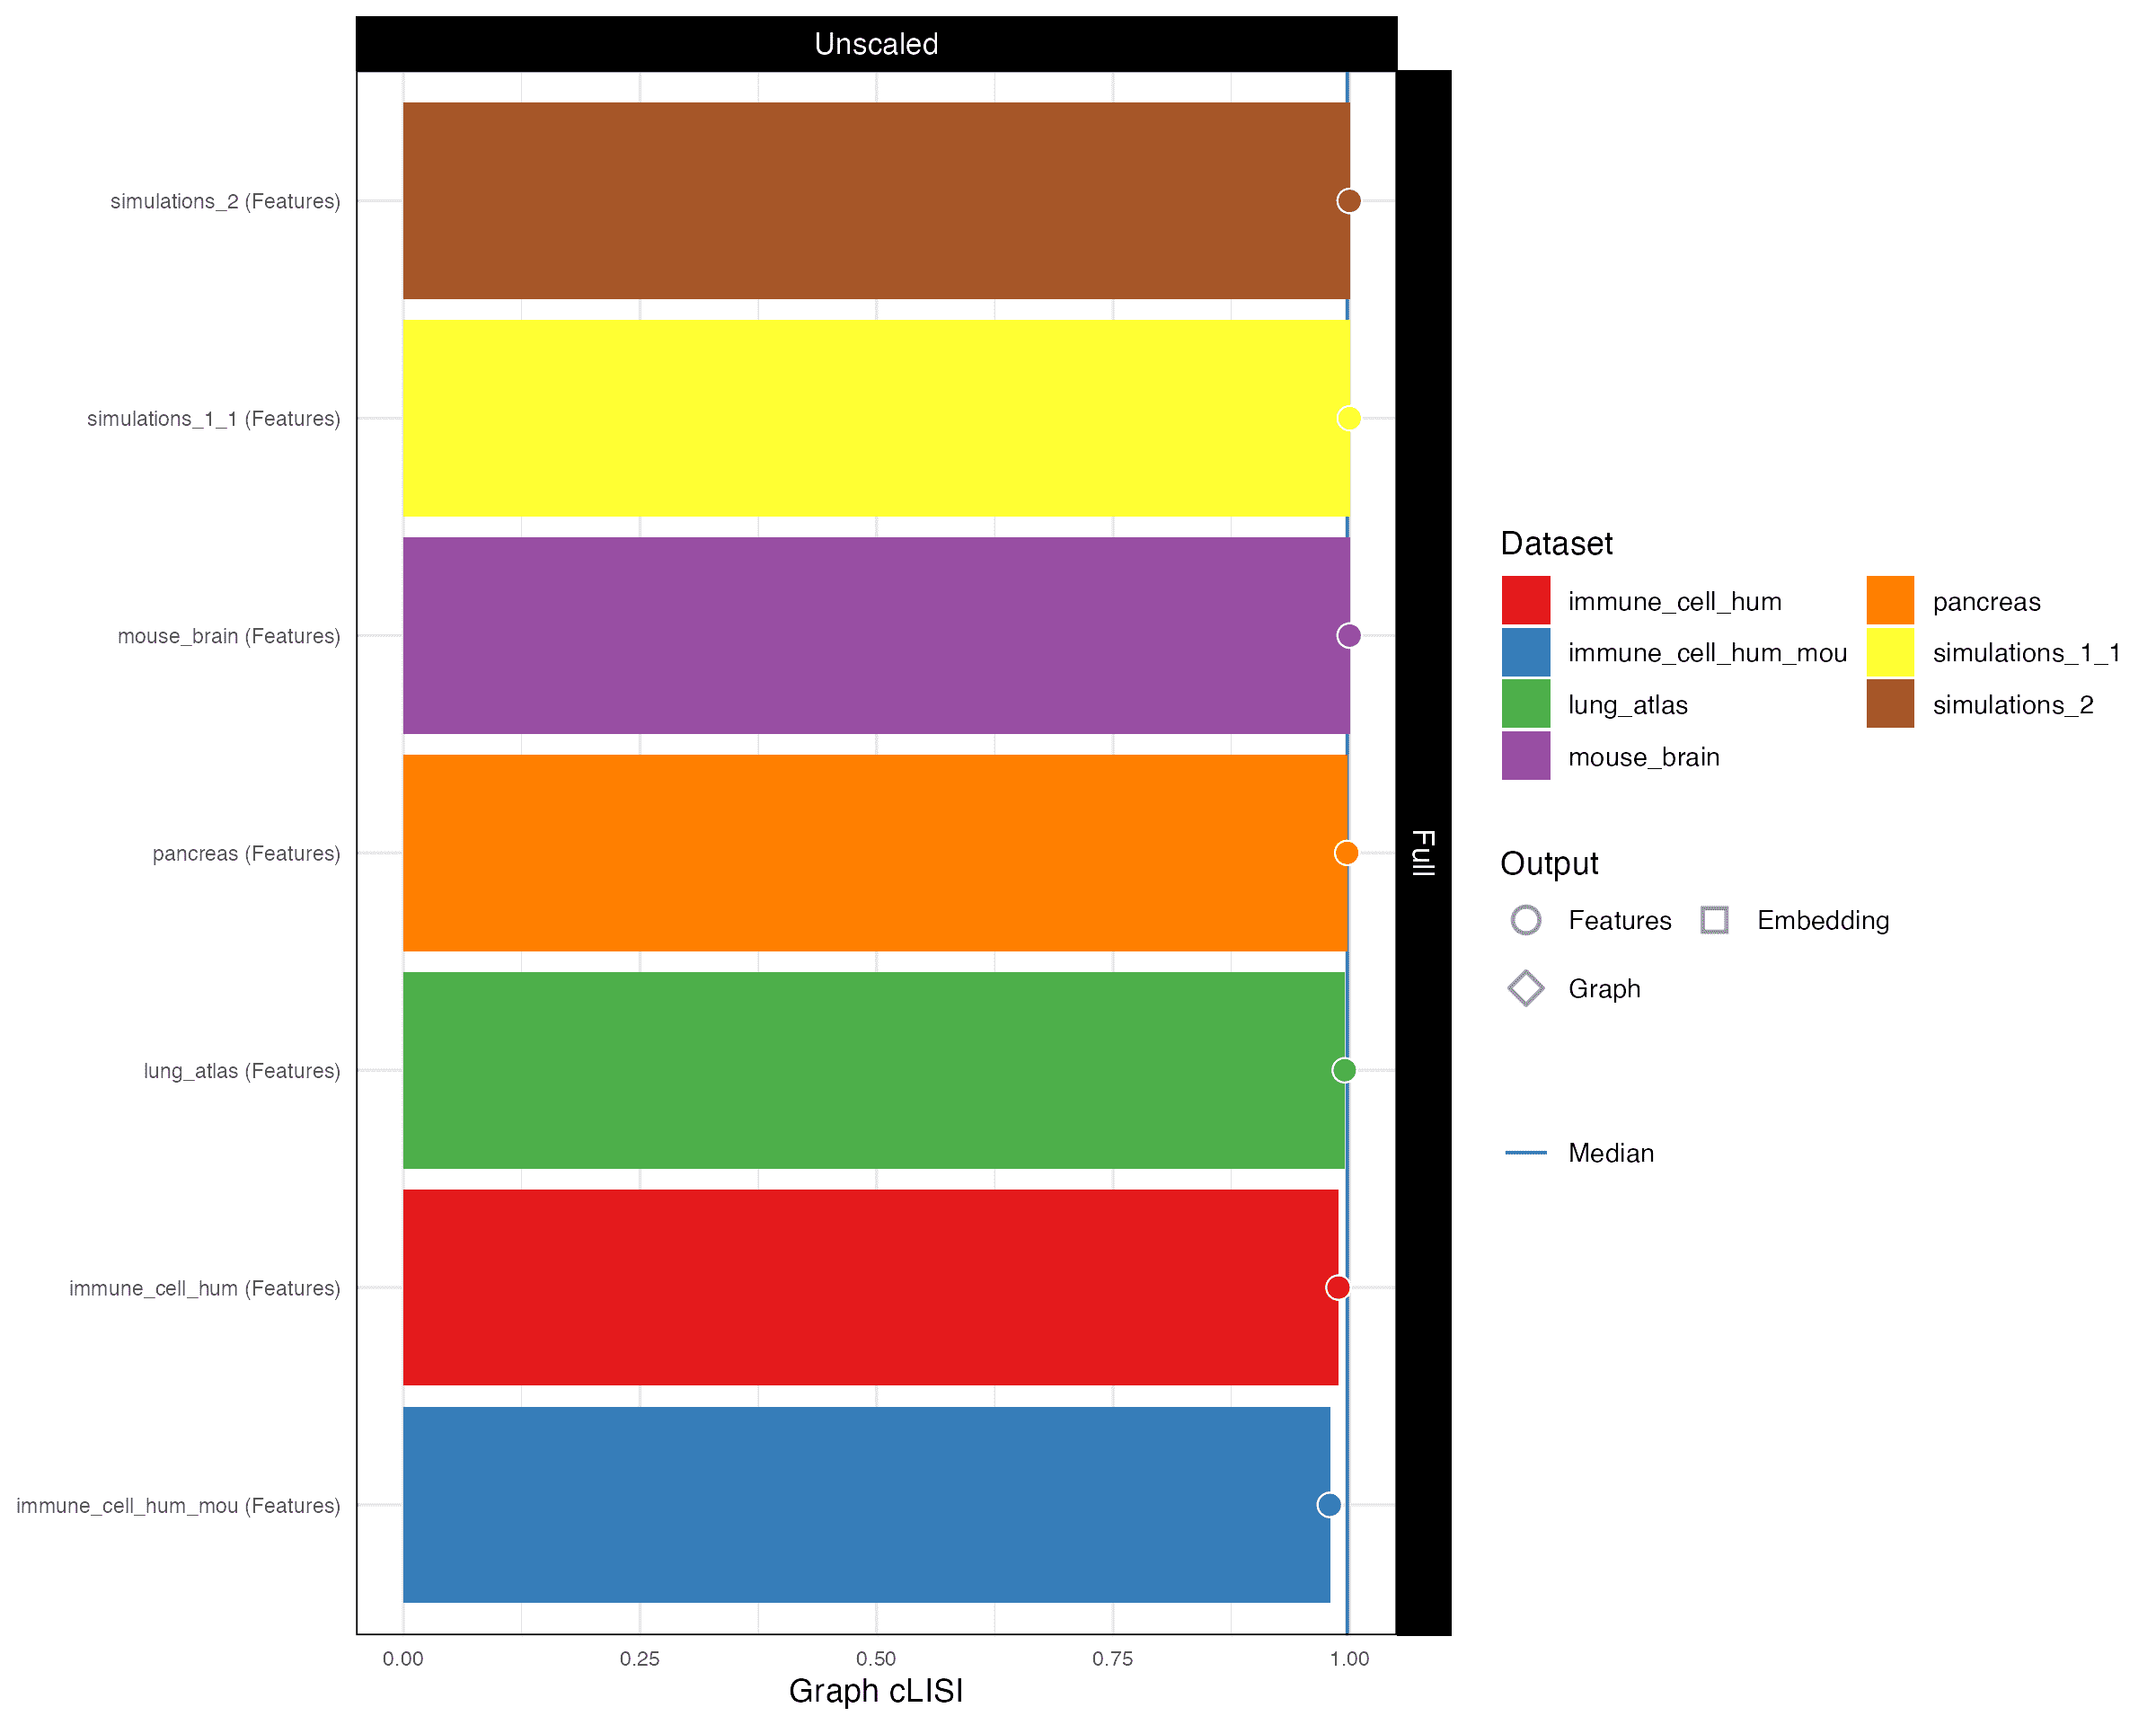 Unscaled
simulations_2 (Features)
simulations_1_1 (Features)
mouse_brain (Features)
pancreas (Features)
lung_atlas (Features)
immune_cell_hum (Features)
immune_cell_hum_mou (Features)
0.00 0.25 0.50 0.75 1.00
Graph cLISI
Full
Dataset
immune_cell_hum pancreas
immune_cell_hum_mou simulations_1_1
lung_atlas simulations_2
mouse_brain
Output
Features Embedding
Graph
Median